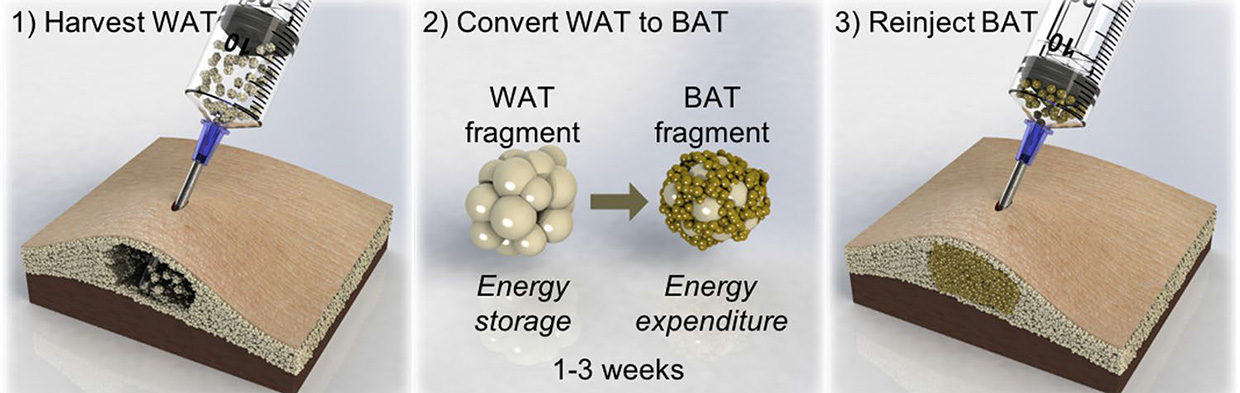 1) Harvest WAT
10
2) Convert WAT to BAT
WAT
fragment
BAT
fragment
Energy
storage
Energy
expenditure
1-3 weeks
3) Reinject BAT
10